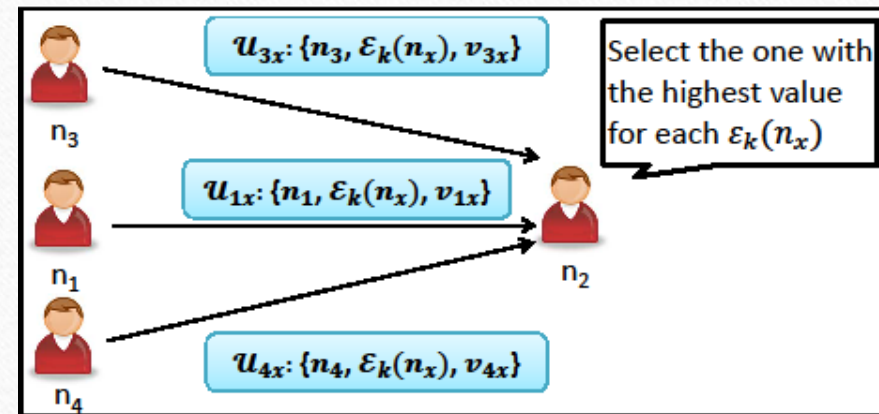 𝒰₃ₓ: {n₃, ℰₖ(nₓ), v₃ₓ}
Select the one with
the highest value
for each ε_k(nₓ)
n₃
𝒰₁ₓ: {n₁, ℰₖ(nₓ), v₁ₓ}
n₁
n₂
𝒰₄ₓ: {n₄, ℰₖ(nₓ), v₄ₓ}
n₄